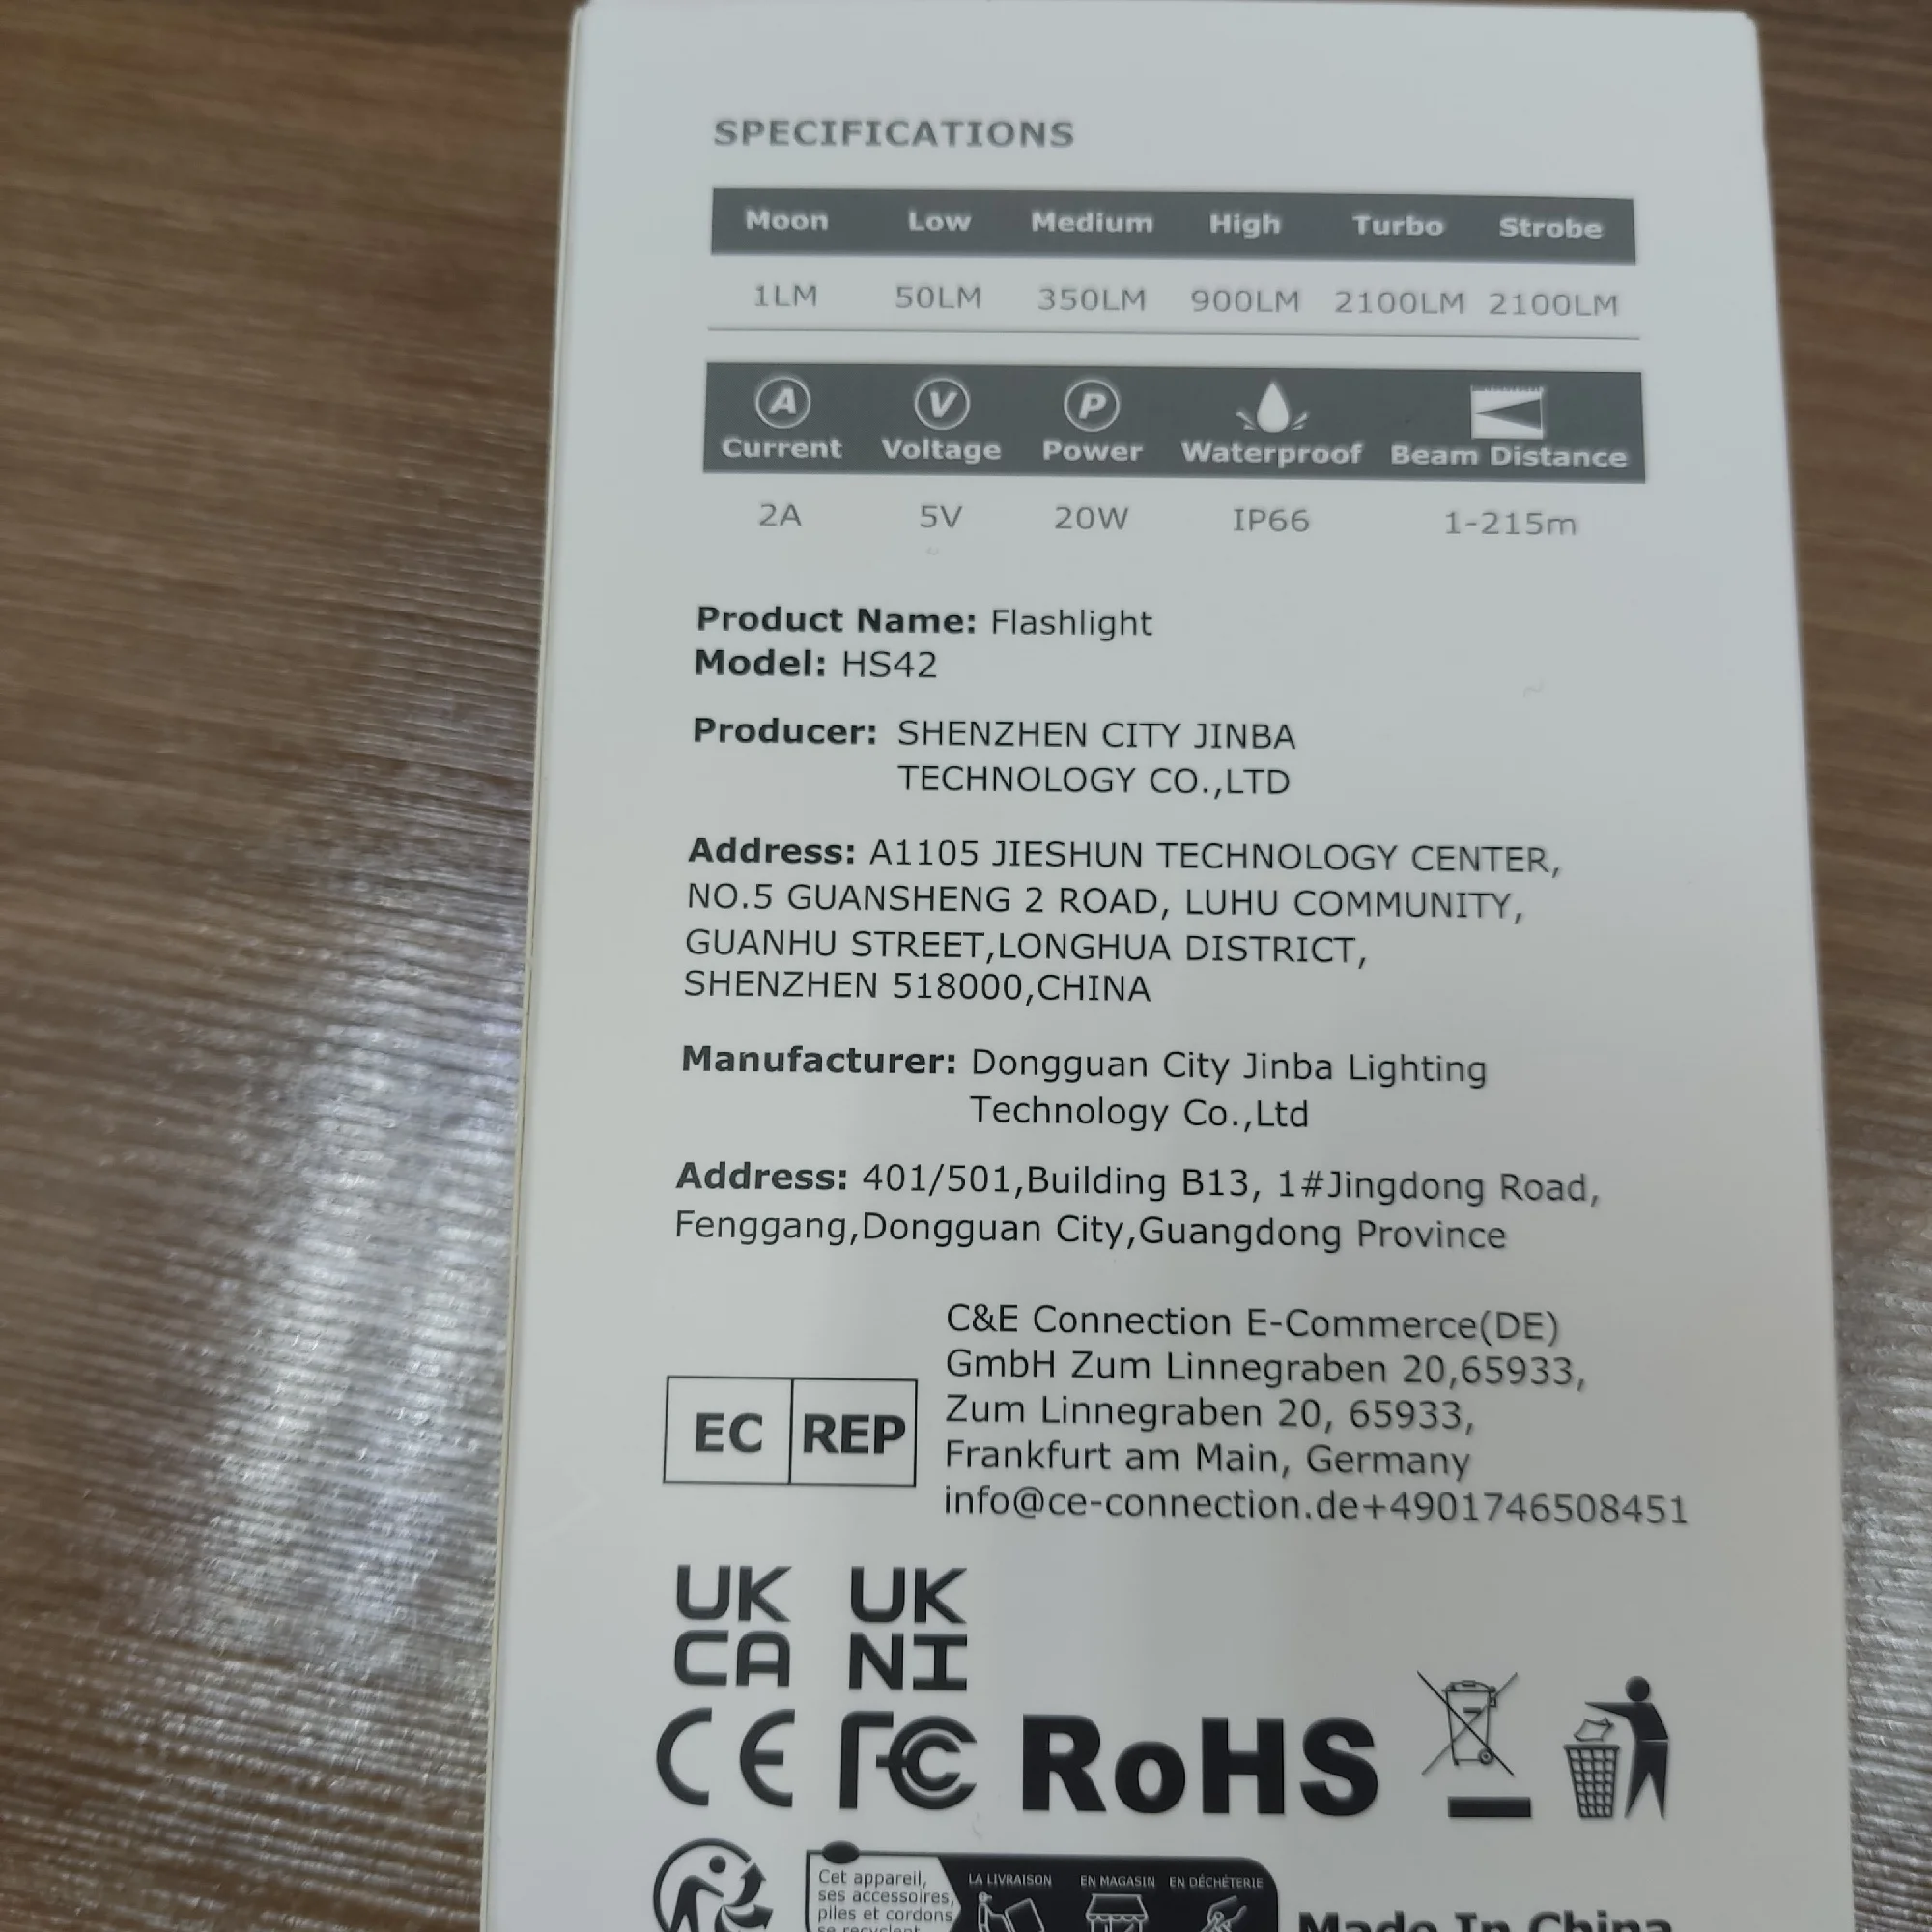 SPECIFICATIONS
Moon Low Medium High Turbo Strobe
1LM 50LM 350LM 900LM 2100LM 2100LM
A V P
Current Voltage Power Waterproof Beam Distance
2A 5V 20W IP66 1-215m
Product Name: Flashlight
Model: HS42
Producer: SHENZHEN CITY JINBA
TECHNOLOGY CO.,LTD
Address: A1105 JIESHUN TECHNOLOGY CENTER,
NO.5 GUANSHENG 2 ROAD, LUHU COMMUNITY,
GUANHU STREET,LONGHUA DISTRICT,
SHENZHEN 518000,CHINA
Manufacturer: Dongguan City Jinba Lighting
Technology Co.,Ltd
Address: 401/501,Building B13, 1#Jingdong Road,
Fenggang,Dongguan City,Guangdong Province
C&E Connection E-Commerce(DE)
GmbH Zum Linnegraben 20,65933,
Zum Linnegraben 20, 65933,
Frankfurt am Main, Germany
info@ce-connection.de+4901746508451
EC REP
UK UK
CA NI
CE FC RoHS
Cet appareil,
ses accessoires,
piles et cordons
se recyclent
LA LIVRAISON EN MAGASIN EN DÉCHÈTERIE
Made In China